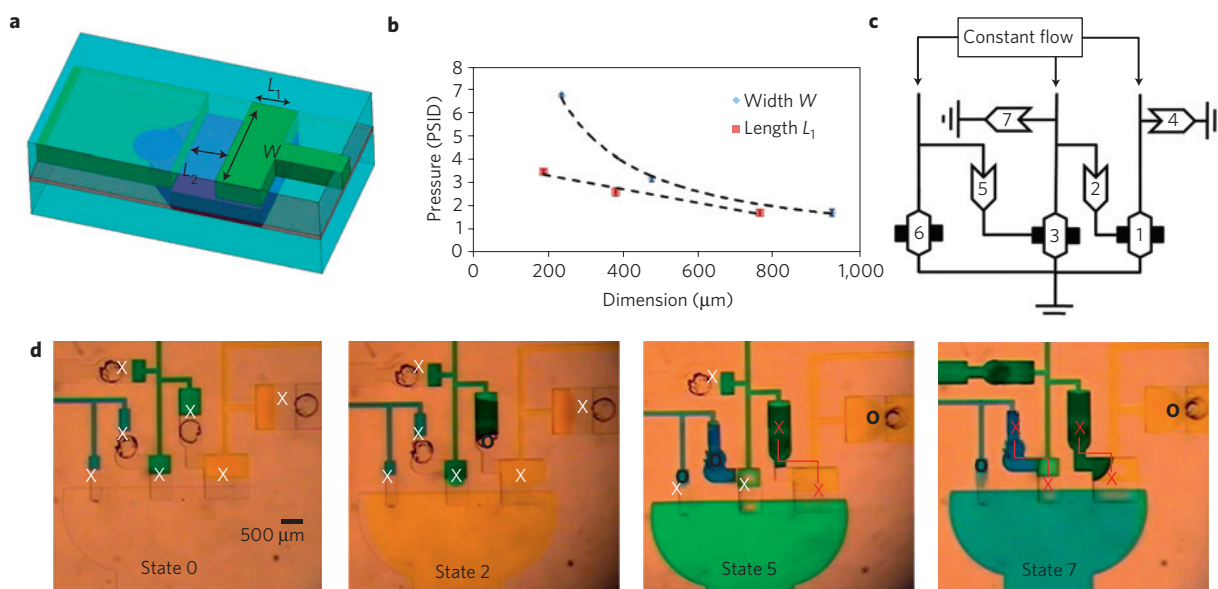 a
L1
L2
W
b
Pressure (PSID)
8
7
6
5
4
3
2
1
0
0
200
400
600
800
1,000
Dimension (μm)
Width W
Length L1
c
Constant flow
7
4
5
2
6
3
1
d
X
X
X
X
X
X
X
500 μm
State 0
X
X
O
X
X
X
X
State 2
X
X
O
O
O
X
X
X
State 5
X
X
O
O
X
X
State 7